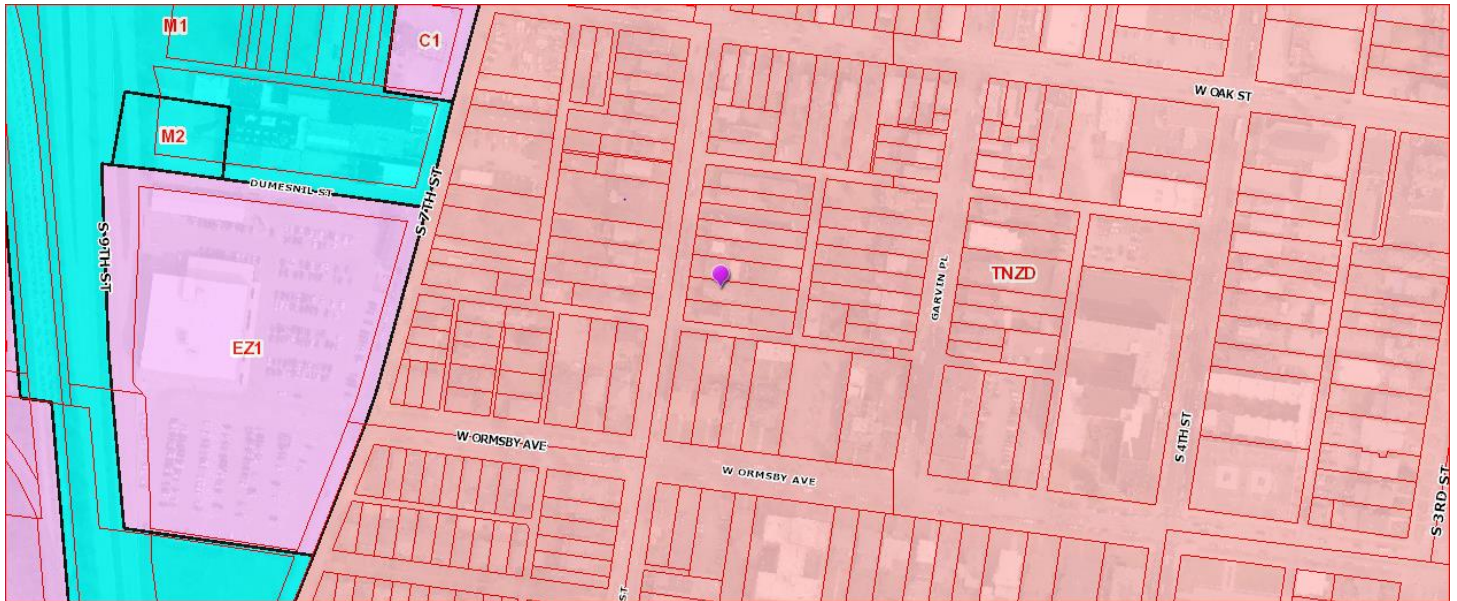 M1
C1
W OAK ST
M2
DUMESNIL ST
S 7TH ST
S 9TH ST
GARVIN PL
TNZD
EZ1
S 4TH ST
W ORMSBY AVE
W ORMSBY AVE
S 3RD ST
ST